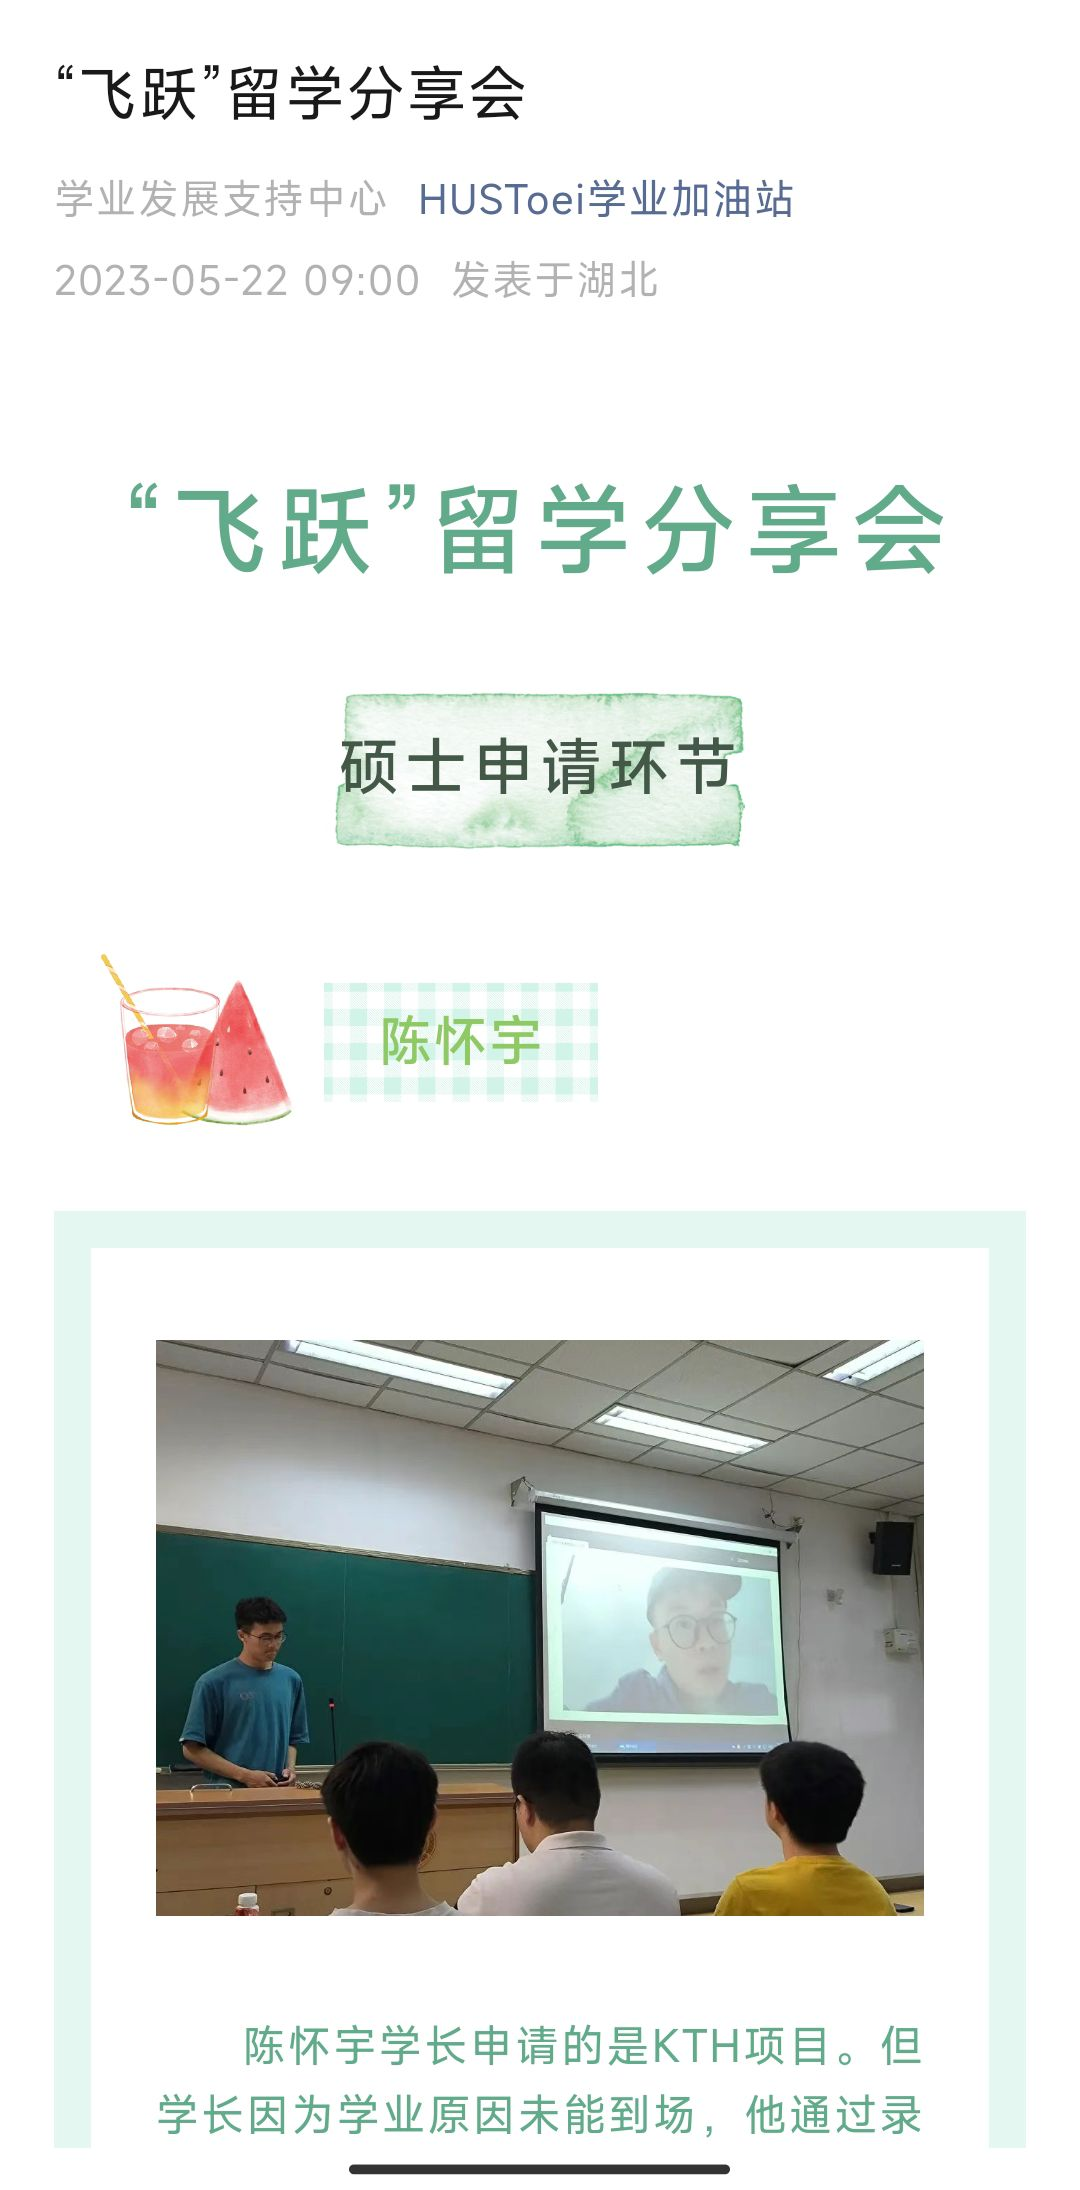 “飞跃”留学分享会
学业发展支持中心 HUSToei学业加油站
2023-05-22 09:00 发表于湖北
“飞跃”留学分享会
硕士申请环节
陈怀宇
陈怀宇学长申请的是KTH项目。但
学长因为学业原因未能到场，他通过录